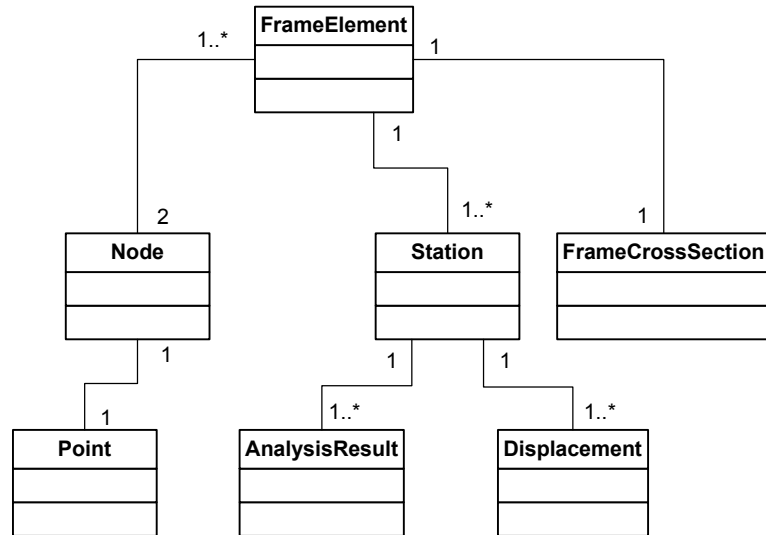 FrameElement
1..*
1
1
2
1..*
1
Node
Station
FrameCrossSection
1
1
1
1
1..*
1..*
Point
AnalysisResult
Displacement